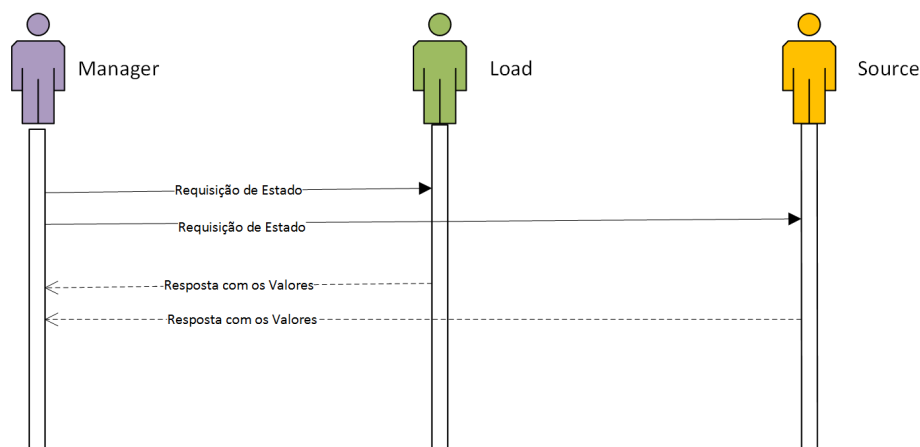 Manager
Load
Source
Requisição de Estado
Requisição de Estado
Resposta com os Valores
Resposta com os Valores